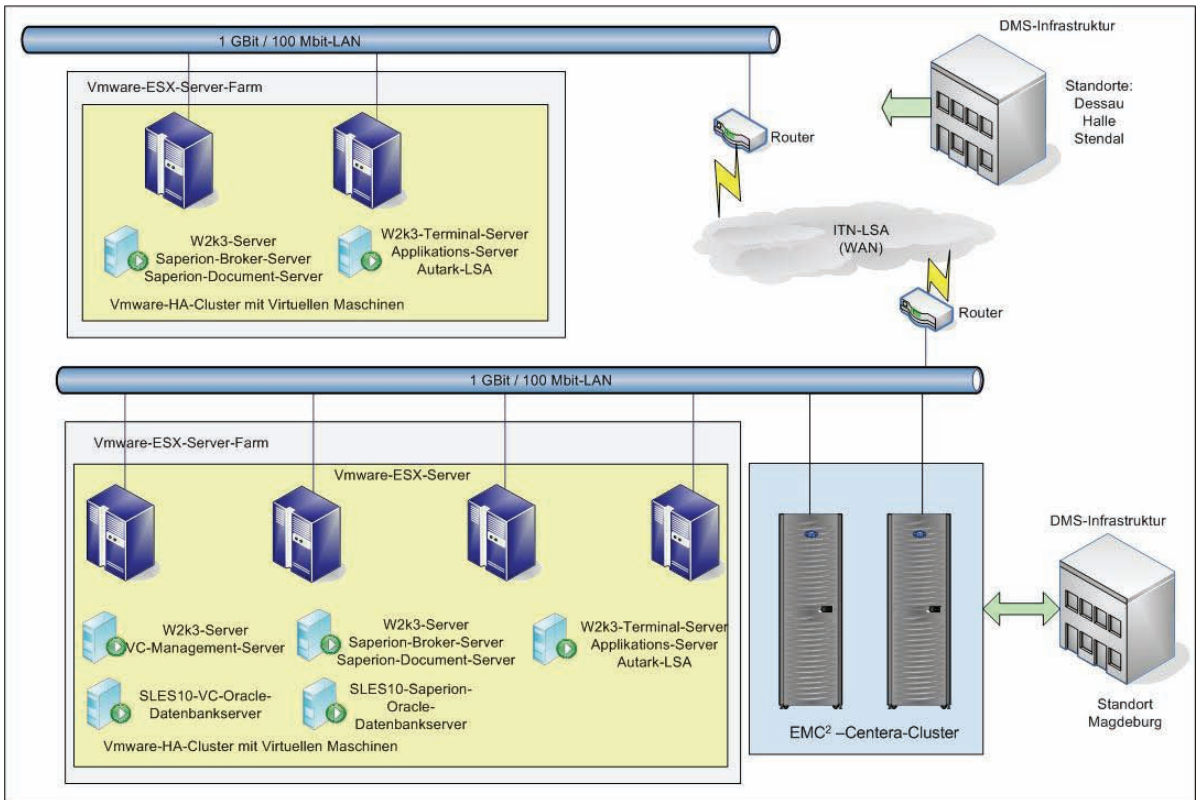 1 GBit / 100 Mbit-LAN
DMS-Infrastruktur
Vmware-ESX-Server-Farm
Standorte:
Dessau
Halle
Stendal
Router
W2k3-Server
Saperion-Broker-Server
Saperion-Document-Server
W2k3-Terminal-Server
Applikations-Server
Autark-LSA
Vmware-HA-Cluster mit Virtuellen Maschinen
ITN-LSA
(WAN)
Router
1 GBit / 100 Mbit-LAN
Vmware-ESX-Server-Farm
Vmware-ESX-Server
W2k3-Server
VC-Management-Server
W2k3-Server
Saperion-Broker-Server
Saperion-Document-Server
W2k3-Terminal-Server
Applikations-Server
Autark-LSA
SLES10-VC-Oracle-
Datenbankserver
SLES10-Saperion-
Oracle-
Datenbankserver
Vmware-HA-Cluster mit Virtuellen Maschinen
EMC² –Centera-Cluster
DMS-Infrastruktur
Standort
Magdeburg